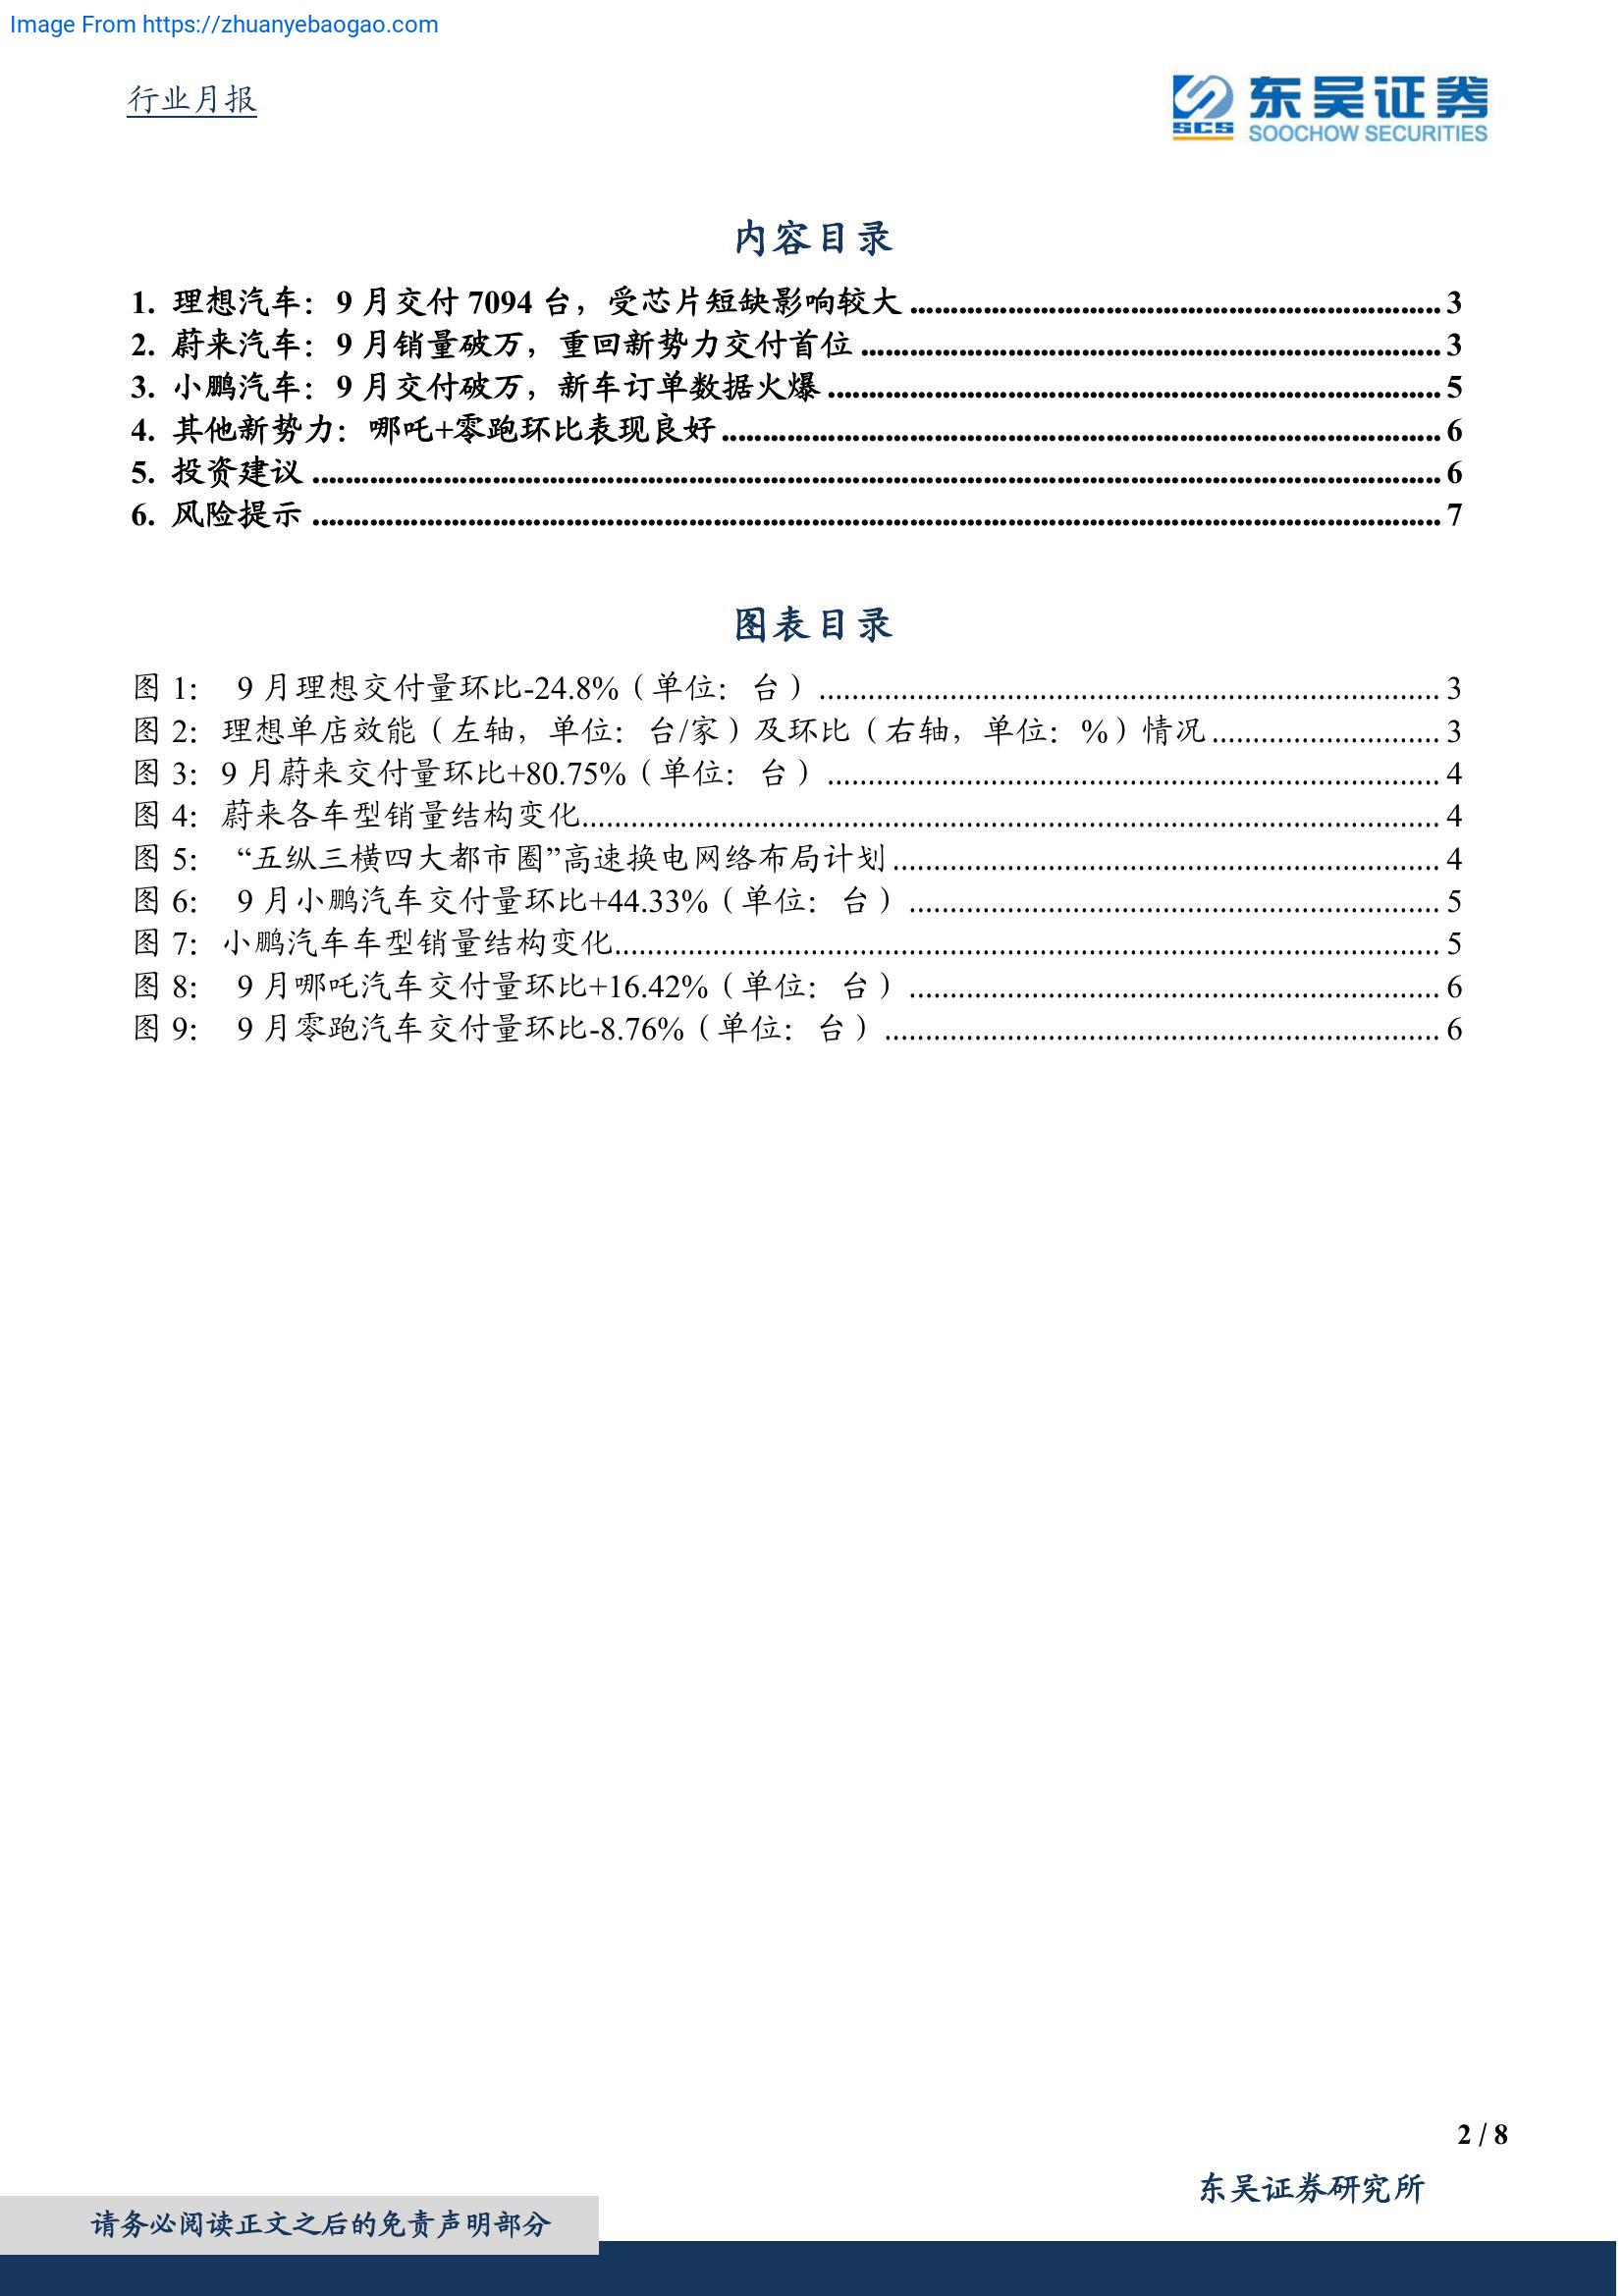 Image From https://zhuanyebaogao.com
行业月报
东吴证券
SCS
SOOCHOW SECURITIES
内容目录
1. 理想汽车：9 月交付 7094 台，受芯片短缺影响较大 ................................................................. 3
2. 蔚来汽车：9 月销量破万，重回新势力交付首位 ....................................................................... 3
3. 小鹏汽车：9 月交付破万，新车订单数据火爆 ........................................................................... 5
4. 其他新势力：哪吒+零跑环比表现良好 ........................................................................................ 6
5. 投资建议 .......................................................................................................................................... 6
6. 风险提示 .......................................................................................................................................... 7
图表目录
图 1： 9 月理想交付量环比-24.8%（单位：台） ............................................................................ 3
图 2：理想单店效能（左轴，单位：台/家）及环比（右轴，单位：%）情况 ............................ 3
图 3：9 月蔚来交付量环比+80.75%（单位：台） ........................................................................... 4
图 4：蔚来各车型销量结构变化......................................................................................................... 4
图 5： “五纵三横四大都市圈”高速换电网络布局计划 ................................................................... 4
图 6： 9 月小鹏汽车交付量环比+44.33%（单位：台） ................................................................. 5
图 7：小鹏汽车车型销量结构变化..................................................................................................... 5
图 8： 9 月哪吒汽车交付量环比+16.42%（单位：台） ................................................................. 6
图 9： 9 月零跑汽车交付量环比-8.76%（单位：台） .................................................................... 6
2 / 8
东吴证券研究所
请务必阅读正文之后的免责声明部分